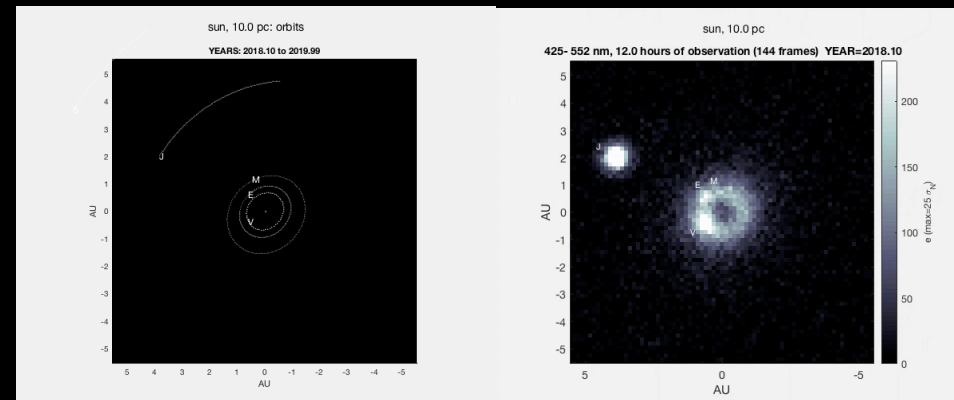 sun, 10.0 pc: orbits
YEARS: 2018.10 to 2019.99
5
4
3
2
1
0
-1
-2
-3
-4
-5
AU
S
J
M
E
V
5 4 3 2 1 0 -1 -2 -3 -4 -5
AU
sun, 10.0 pc
425- 552 nm, 12.0 hours of observation (144 frames) YEAR=2018.10
5
4
3
2
1
0
-1
-2
-3
-4
-5
AU
J
E M
V
5 0 -5
AU
200
150
100
50
0
e (max=25 σN)